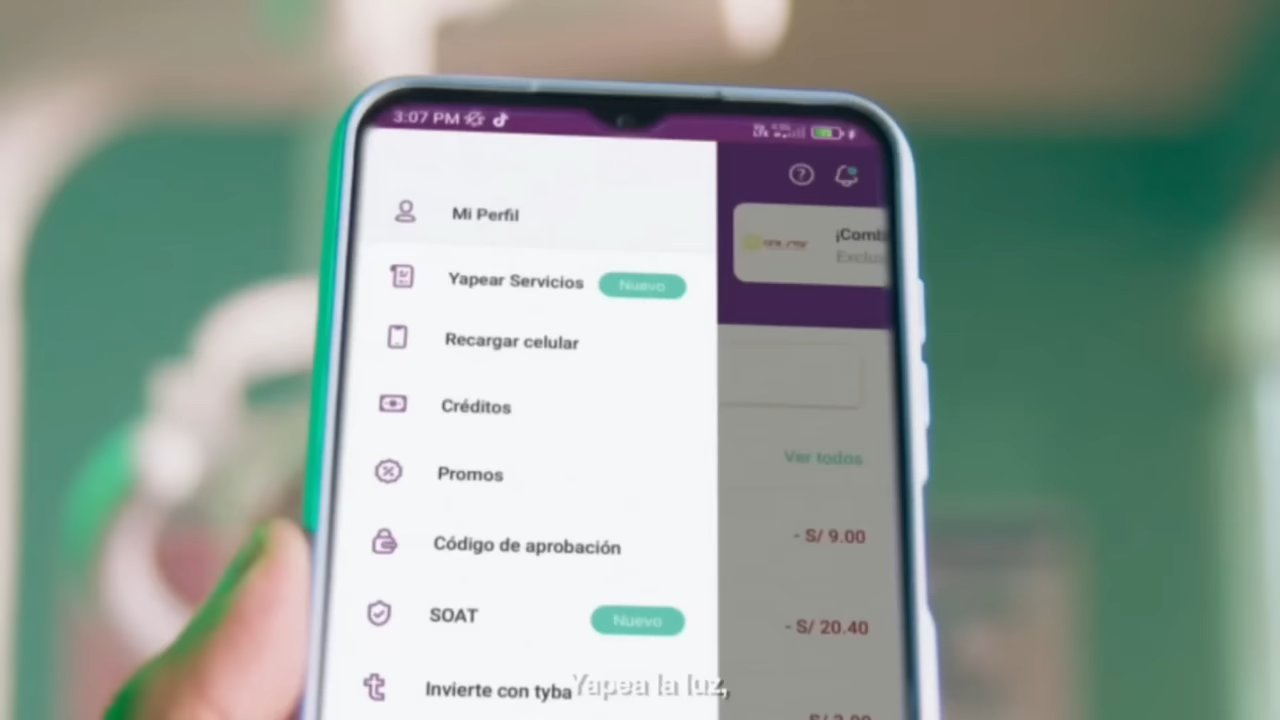 3:07 PM
Mi Perfil
Yapear Servicios
Nuevo
Recargar celular
Créditos
Promos
Código de aprobación
SOAT
Nuevo
Invierte con tyba
?
¡Comb
Exclus
Ver todos
- S/ 9.00
- S/ 20.40
Yapea la luz,